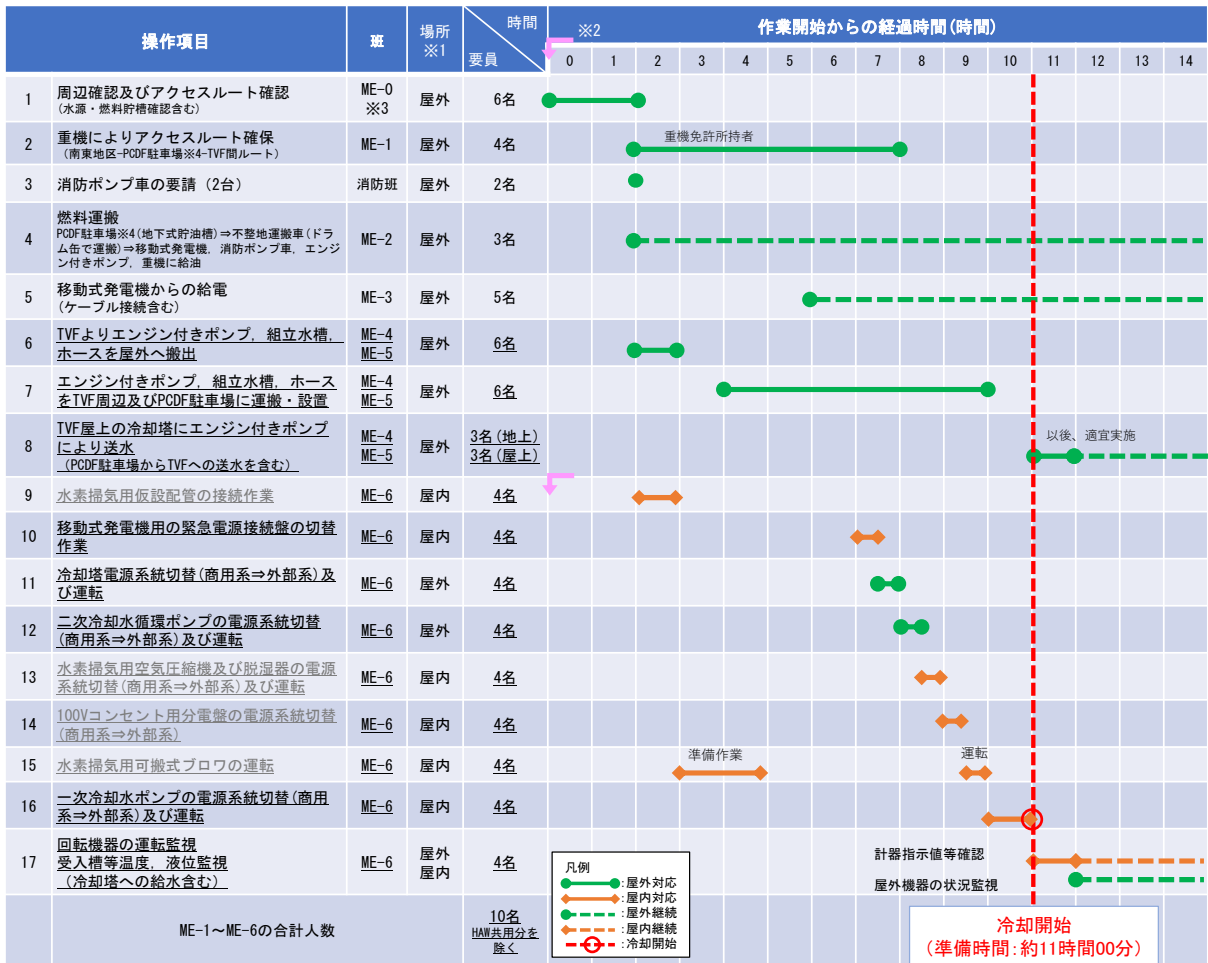 操作項目
班
場所
※1
時間
要員
※2
作業開始からの経過時間(時間)
0 1 2 3 4 5 6 7 8 9 10 11 12 13 14
1
周辺確認及びアクセスルート確認
(水源・燃料貯槽確認含む)
ME-0
※3
屋外
6名
2
重機によりアクセスルート確保
(南東地区-PCDF駐車場※4-TVF間ルート)
ME-1
屋外
4名
重機免許所持者
3
消防ポンプ車の要請（2台）
消防班
屋外
2名
4
燃料運搬
PCDF駐車場※4(地下式貯油槽)⇒不整地運搬車(ドラ
ム缶で運搬)⇒移動式発電機，消防ポンプ車，エンジ
ン付きポンプ，重機に給油
ME-2
屋外
3名
5
移動式発電機からの給電
(ケーブル接続含む)
ME-3
屋外
5名
6
TVFよりエンジン付きポンプ，組立水槽，
ホースを屋外へ搬出
ME-4
ME-5
屋外
6名
7
エンジン付きポンプ，組立水槽，ホース
をTVF周辺及びPCDF駐車場に運搬・設置
ME-4
ME-5
屋外
6名
8
TVF屋上の冷却塔にエンジン付きポンプ
により送水
（PCDF駐車場からTVFへの送水を含む）
ME-4
ME-5
屋外
3名(地上)
3名(屋上)
以後、適宜実施
9
水素掃気用仮設配管の接続作業
ME-6
屋内
4名
10
移動式発電機用の緊急電源接続盤の切替
作業
ME-6
屋内
4名
11
冷却塔電源系統切替(商用系⇒外部系)及
び運転
ME-6
屋外
4名
12
二次冷却水循環ポンプの電源系統切替
(商用系⇒外部系)及び運転
ME-6
屋外
4名
13
水素掃気用空気圧縮機及び脱湿器の電源
系統切替(商用系⇒外部系)及び運転
ME-6
屋内
4名
14
100Vコンセント用分電盤の電源系統切替
(商用系⇒外部系)
ME-6
屋内
4名
15
水素掃気用可搬式ブロワの運転
ME-6
屋内
4名
準備作業
運転
16
一次冷却水ポンプの電源系統切替(商用
系⇒外部系)及び運転
ME-6
屋内
4名
17
回転機器の運転監視
受入槽等温度，液位監視
（冷却塔への給水含む）
ME-6
屋外
屋内
4名
計器指示値等確認
屋外機器の状況監視
ME-1～ME-6の合計人数
10名
HAW共用分を
除く
凡例
:屋外対応
:屋内対応
:屋外継続
:屋内継続
:冷却開始
冷却開始
(準備時間:約11時間00分)